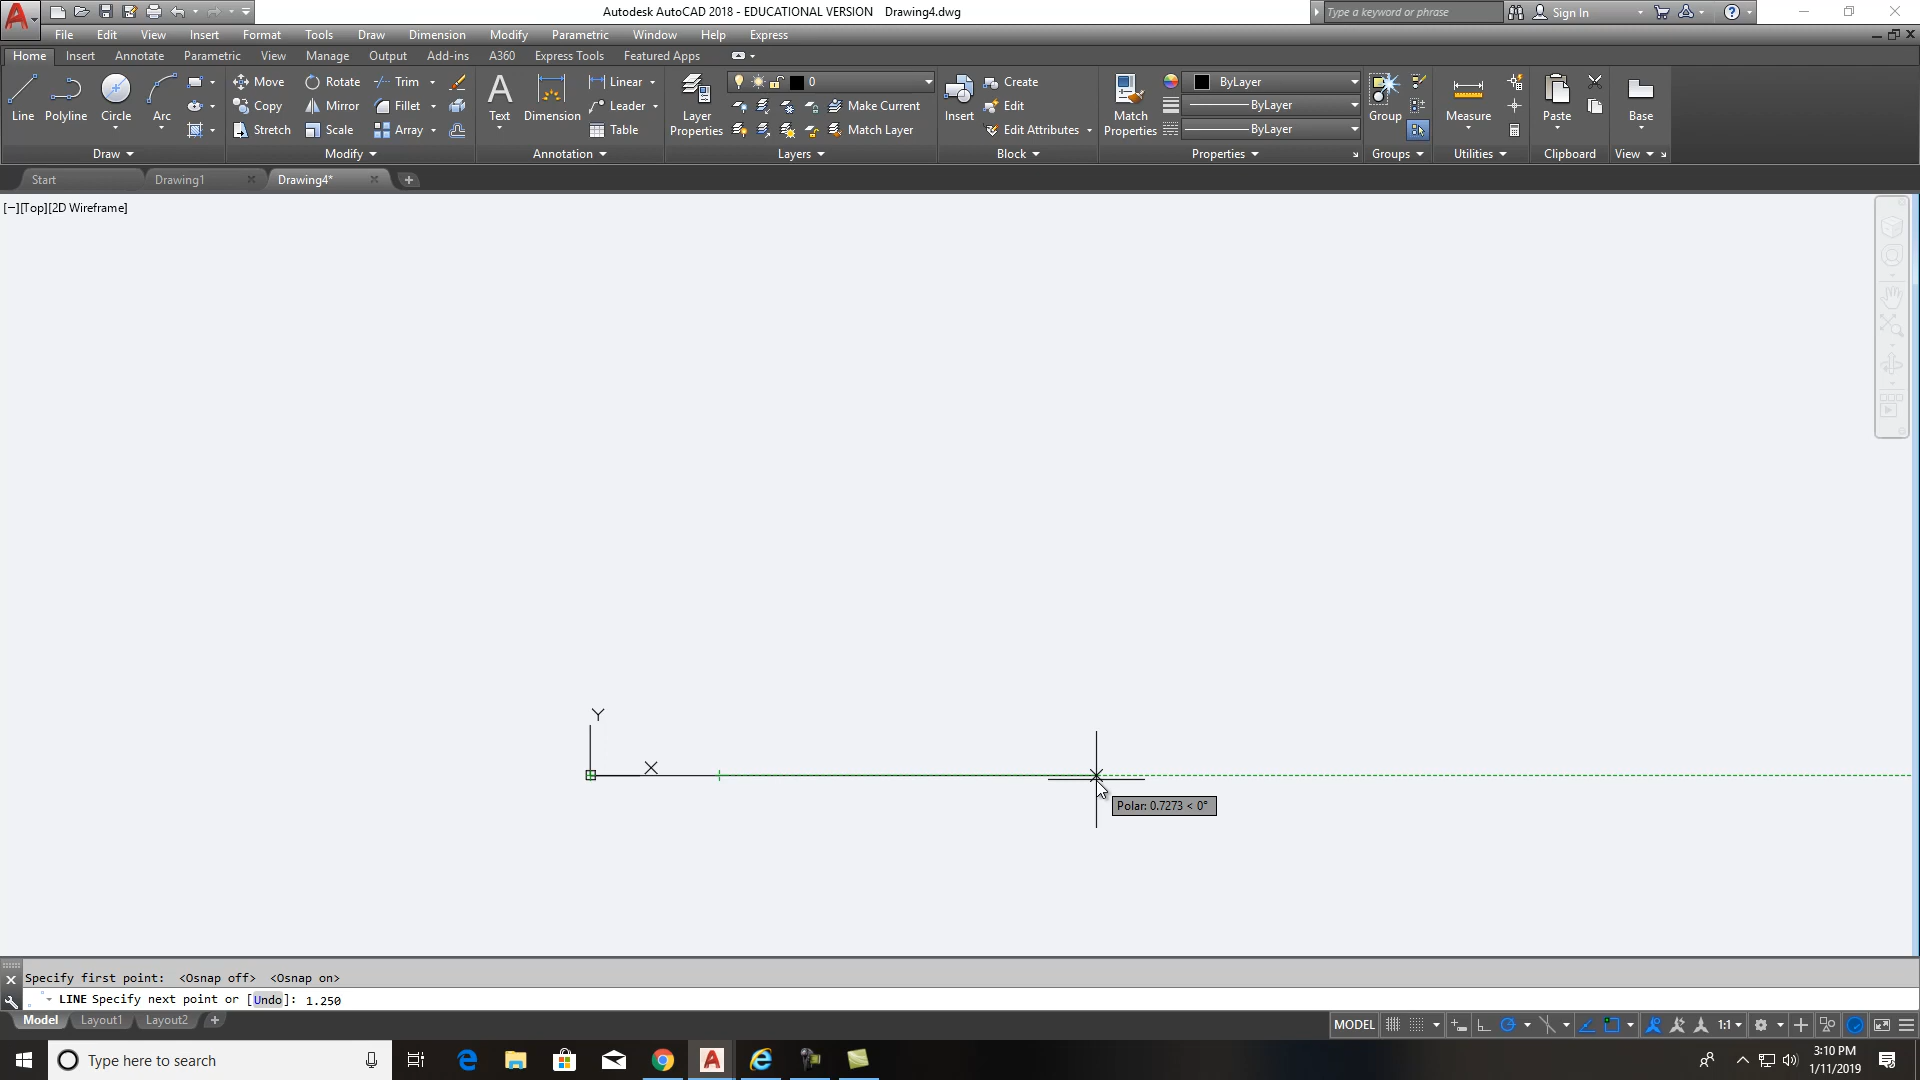 Autodesk AutoCAD 2018 - EDUCATIONAL VERSION Drawing4.dwg
Type a keyword or phrase
Sign In
File Edit View Insert Format Tools Draw Dimension Modify Parametric Window Help Express
Home Insert Annotate Parametric View Manage Output Add-ins A360 Express Tools Featured Apps
Line Polyline Circle Arc
Move Rotate Trim
Copy Mirror Fillet
Stretch Scale Array
Text Dimension
Linear
Leader
Table
Layer Properties
0
Make Current
Match Layer
Insert
Create
Edit
Edit Attributes
Match Properties
ByLayer
ByLayer
ByLayer
Group
Measure
Paste
Base
Draw Modify Annotation Layers Block Properties Groups Utilities Clipboard View
Start Drawing1 Drawing4*
[−][Top][2D Wireframe]
Y
X
Polar: 0.7273 < 0°
Specify first point: <Osnap off> <Osnap on>
LINE Specify next point or [Undo]: 1.250
Model Layout1 Layout2
MODEL 1:1
Type here to search
3:10 PM
1/11/2019